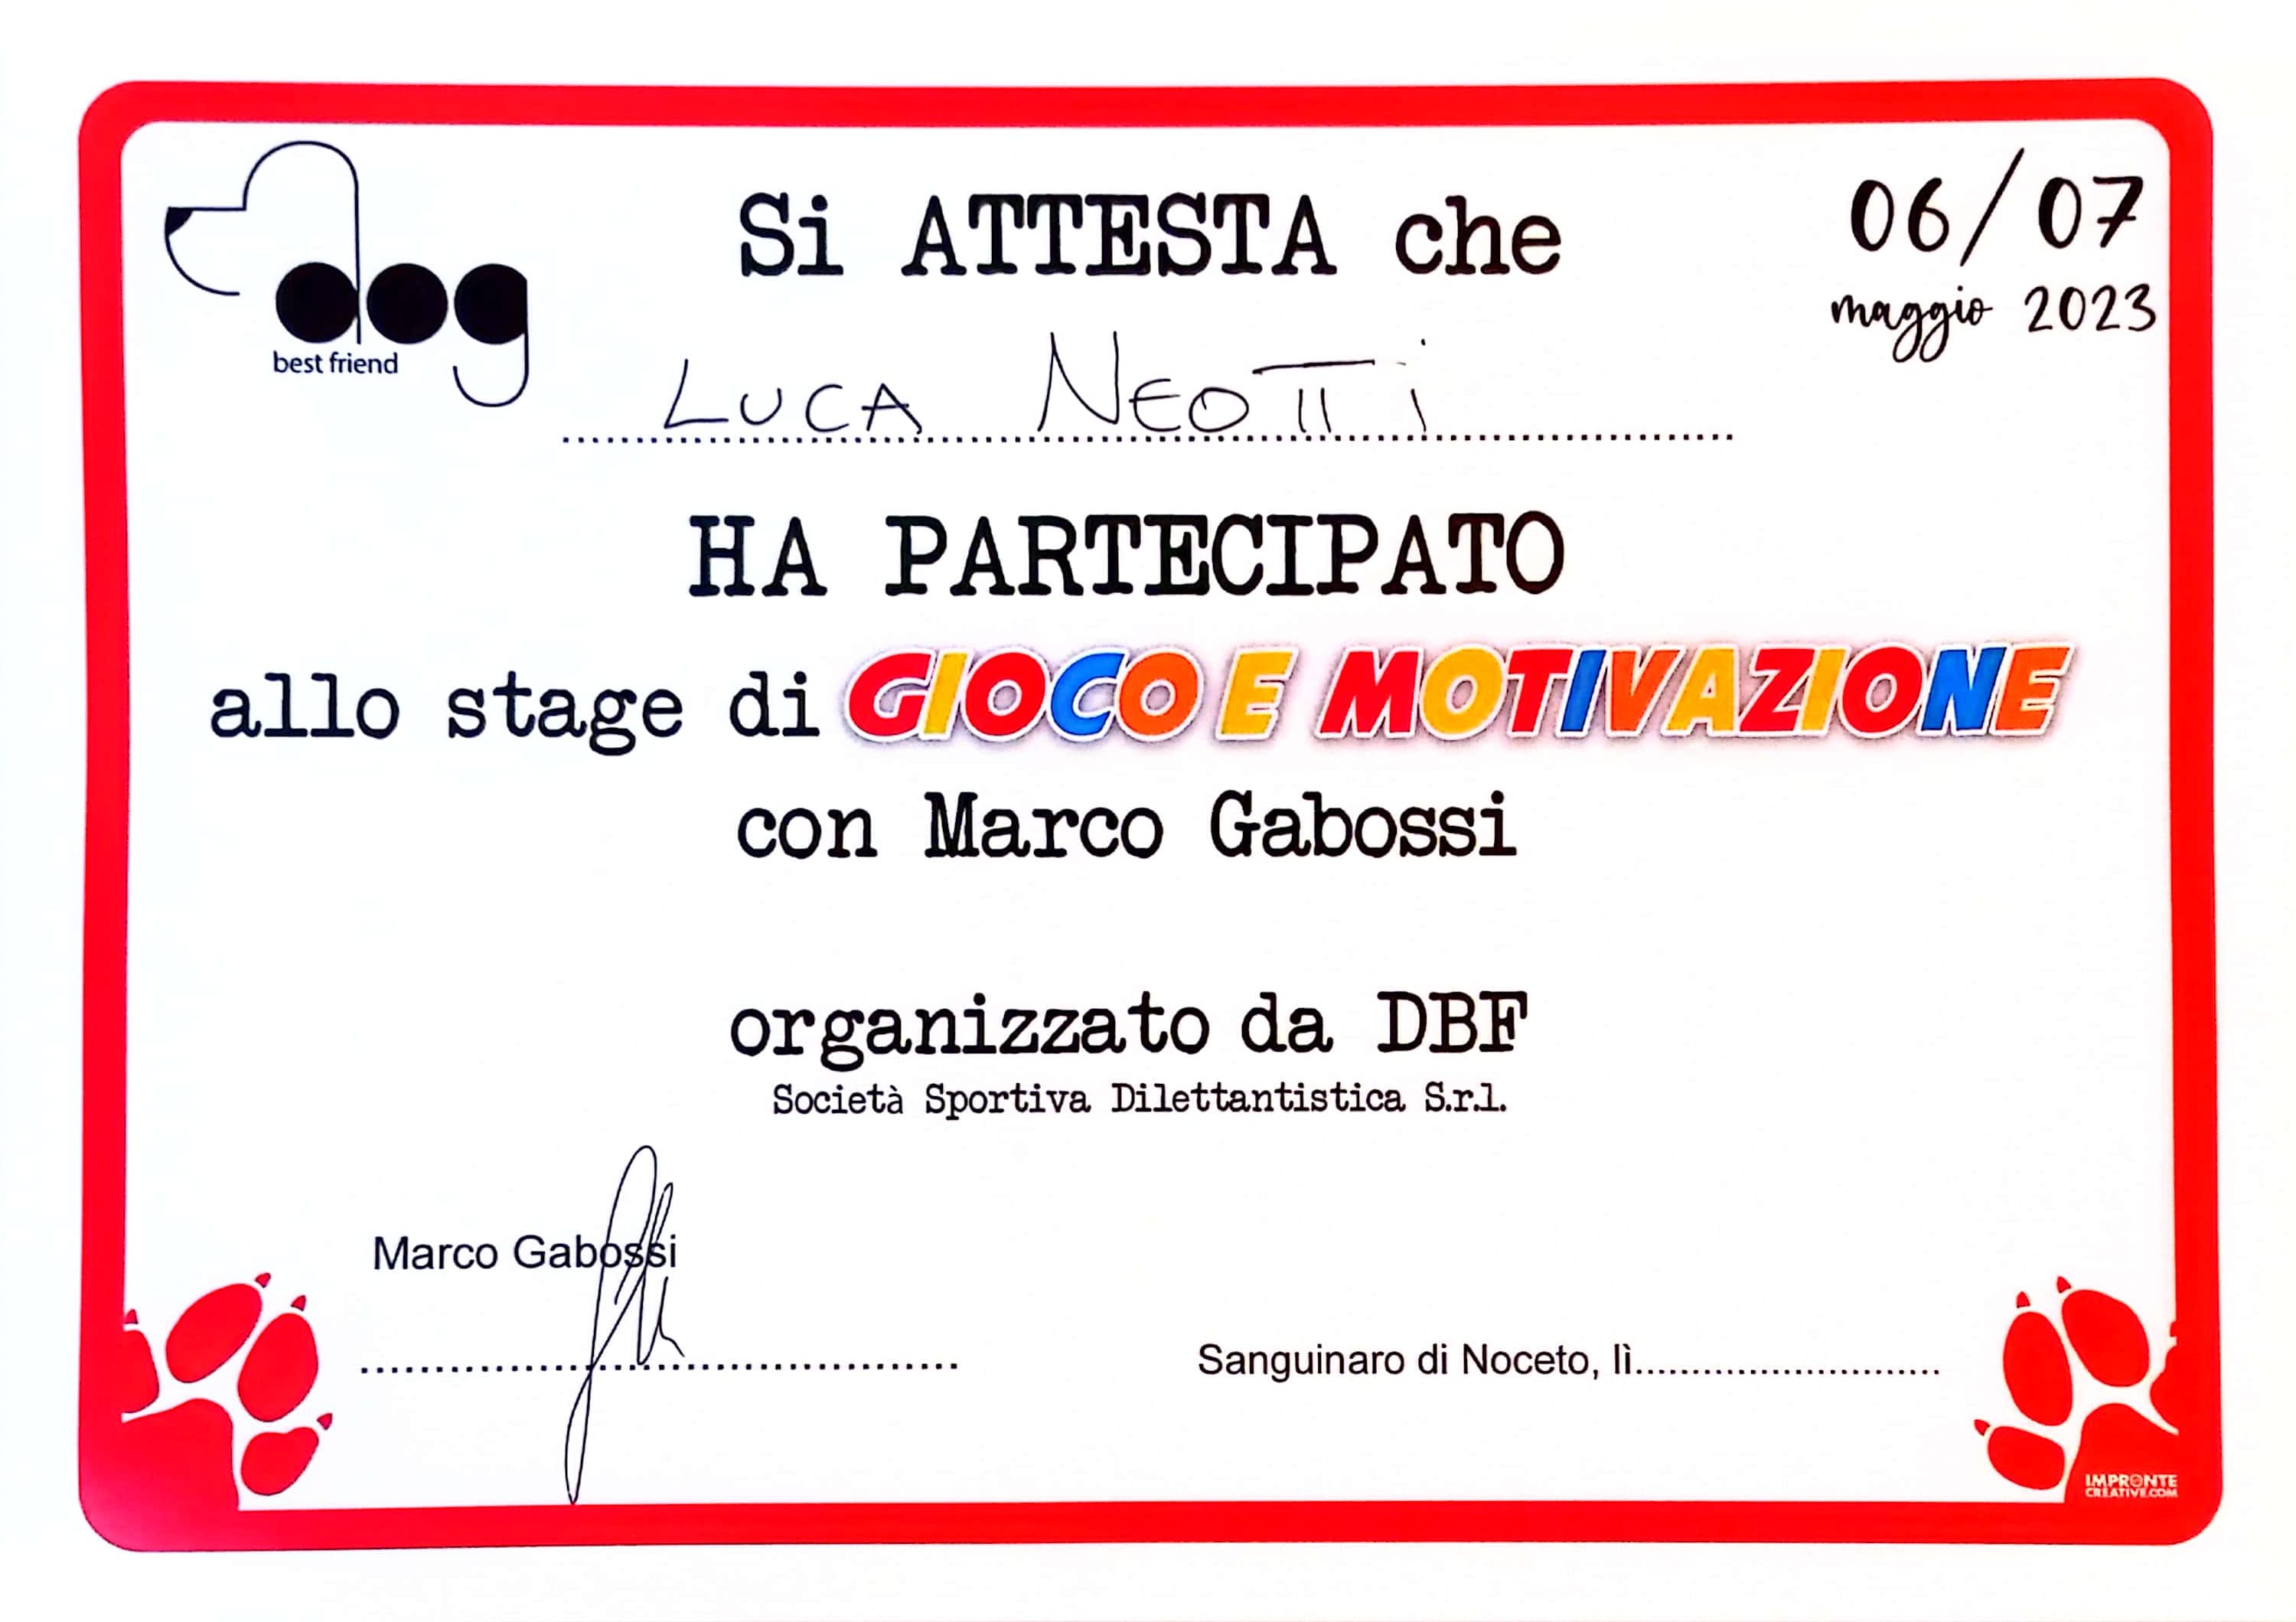 dog
best friend
Si ATTESTA che
06/07
maggio 2023
LUCA NEOTTi
HA PARTECIPATO
allo stage di GIOCO E MOTIVAZIONE
con Marco Gabossi
organizzato da DBF
Società Sportiva Dilettantistica S.r.l.
Marco Gabossi
Sanguinaro di Noceto, lì..........................
IMPRONTE
CREATIVE.COM